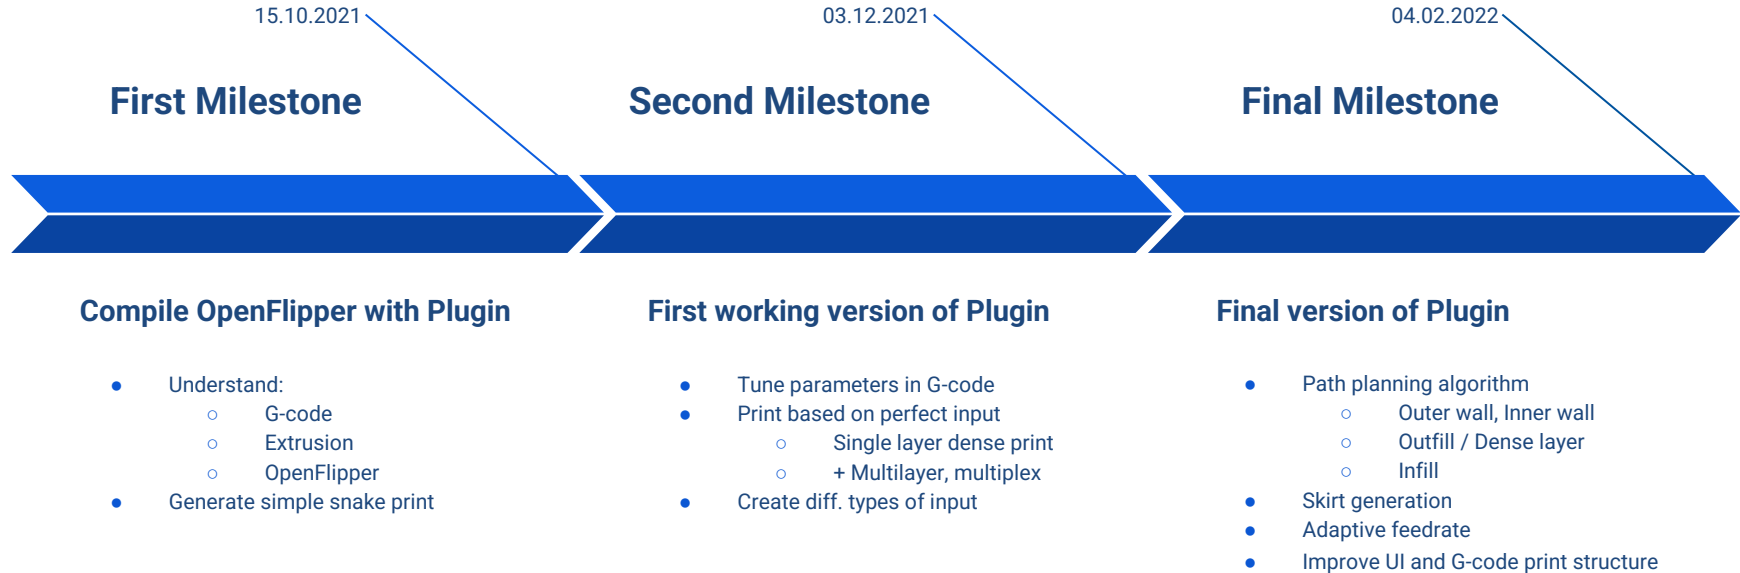 15.10.2021
03.12.2021
04.02.2022
First Milestone
Second Milestone
Final Milestone
Compile OpenFlipper with Plugin
● Understand:
○ G-code
○ Extrusion
○ OpenFlipper
● Generate simple snake print
First working version of Plugin
● Tune parameters in G-code
● Print based on perfect input
○ Single layer dense print
○ + Multilayer, multiplex
● Create diff. types of input
Final version of Plugin
● Path planning algorithm
○ Outer wall, Inner wall
○ Outfill / Dense layer
○ Infill
● Skirt generation
● Adaptive feedrate
● Improve UI and G-code print structure